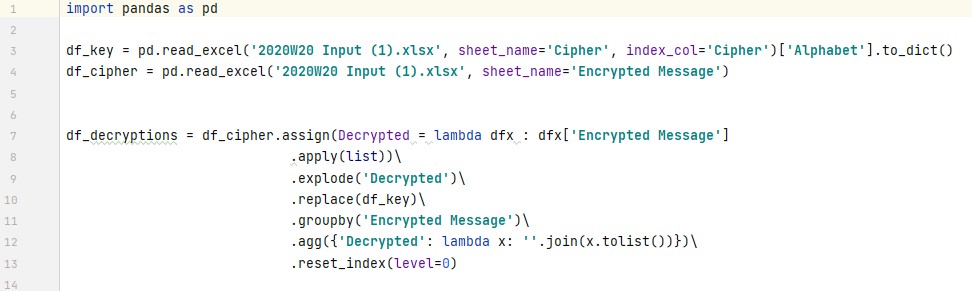 1 import pandas as pd
2
3 df_key = pd.read_excel('2020W20 Input (1).xlsx', sheet_name='Cipher', index_col='Cipher')['Alphabet'].to_dict()
4 df_cipher = pd.read_excel('2020W20 Input (1).xlsx', sheet_name='Encrypted Message')
5
6
7 df_decryptions = df_cipher.assign(Decrypted = lambda dfx : dfx['Encrypted Message']
8 .apply(list))\
9 .explode('Decrypted')\
10 .replace(df_key)\
11 .groupby('Encrypted Message')\
12 .agg({'Decrypted': lambda x: ''.join(x.tolist())})\
13 .reset_index(level=0)
14